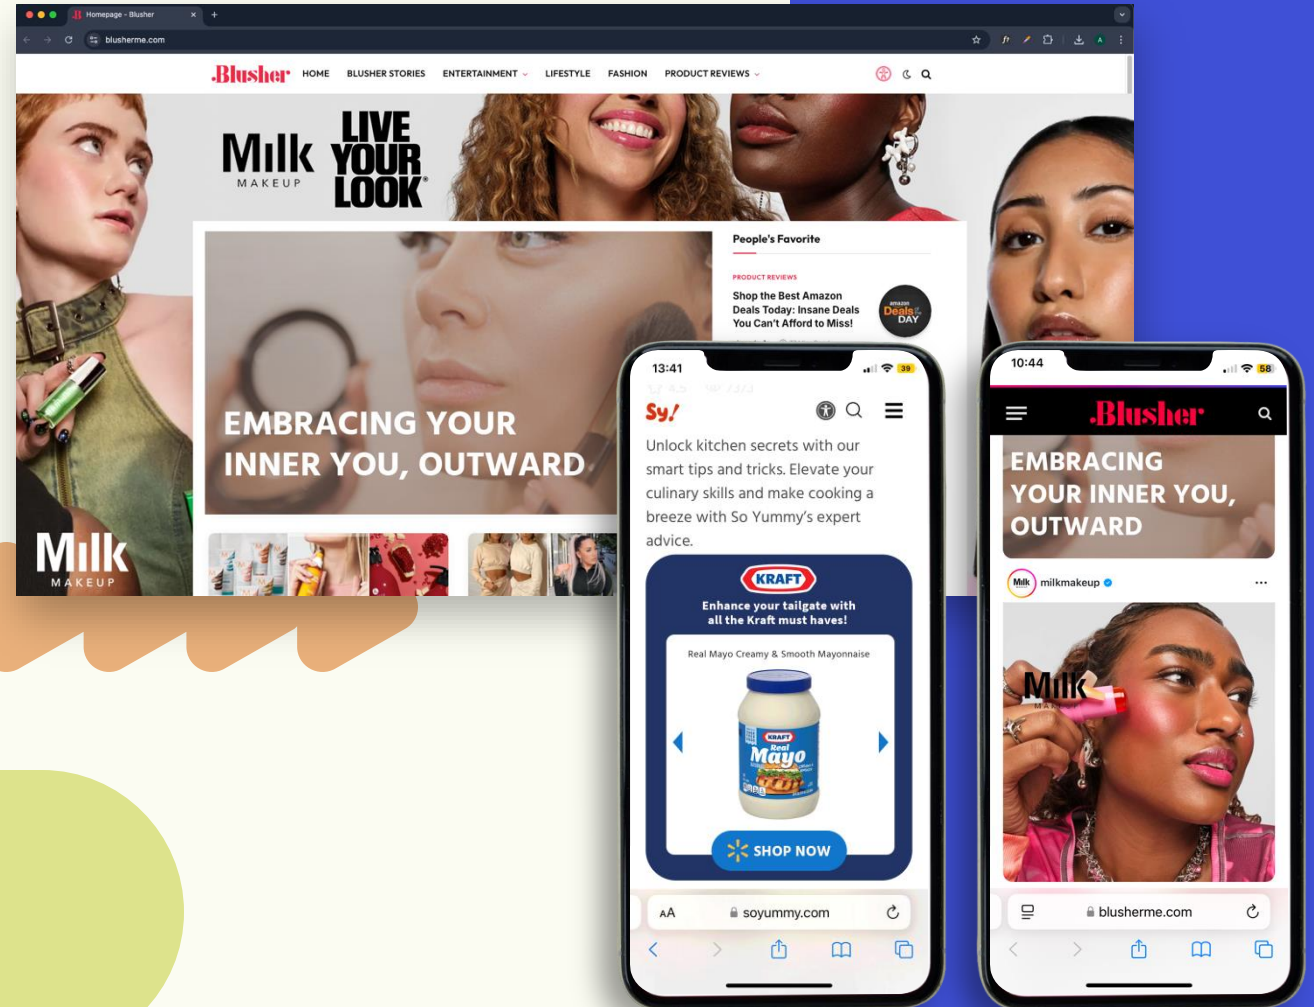 Homepage - Blusher
blusherme.com
Blusher HOME BLUSHER STORIES ENTERTAINMENT LIFESTYLE FASHION PRODUCT REVIEWS
Milk
MAKEUP
LIVE
YOUR
LOOK®
People's Favorite
PRODUCT REVIEWS
Shop the Best Amazon
Deals Today: Insane Deals
You Can't Afford to Miss!
amazon
Deals
DAY
EMBRACING YOUR
INNER YOU, OUTWARD
Milk
MAKEUP
13:41
39
Sy!
Unlock kitchen secrets with our
smart tips and tricks. Elevate your
culinary skills and make cooking a
breeze with So Yummy's expert
advice.
KRAFT
Enhance your tailgate with
all the Kraft must haves!
Real Mayo Creamy & Smooth Mayonnaise
KRAFT
Real
Mayo
SHOP NOW
AA soyummy.com
10:44
58
Blusher
EMBRACING
YOUR INNER YOU,
OUTWARD
Milk milkmakeup
Milk
MAKEUP
blusherme.com